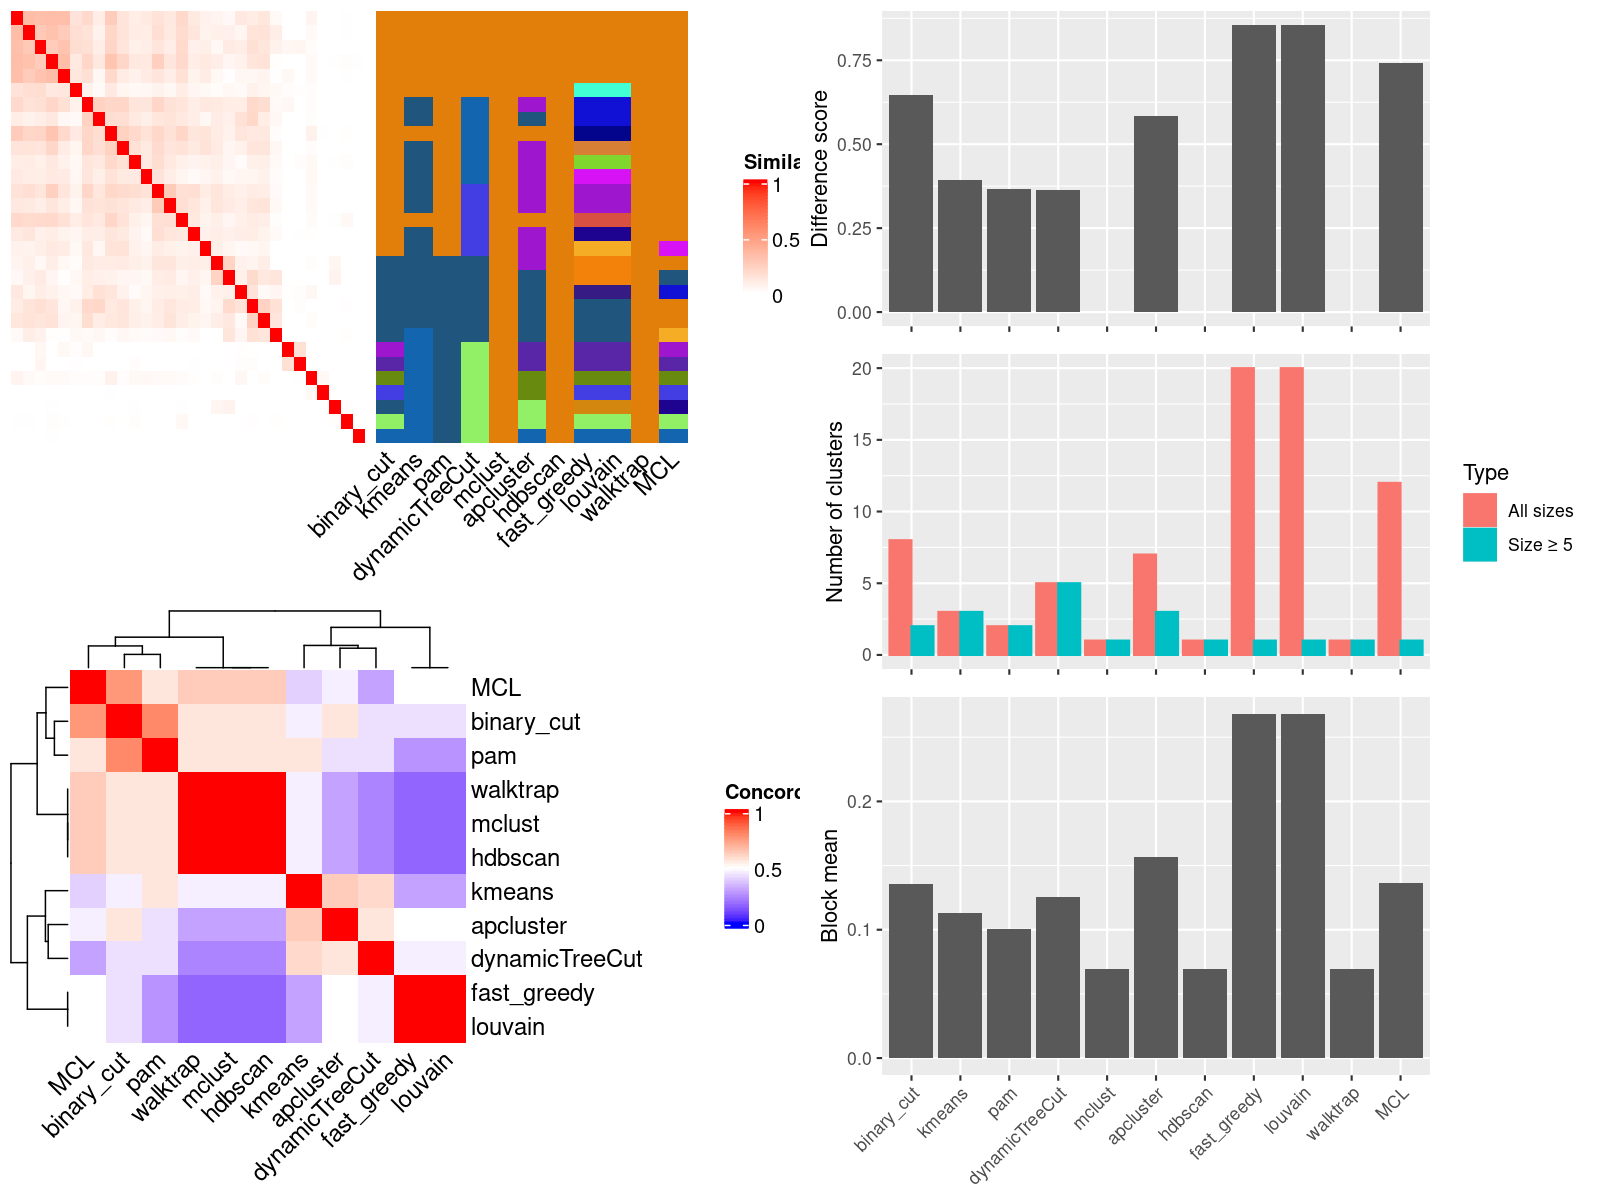 Simila
1
0.5
0
binary_cut
kmeans
pam
dynamicTreeCut
mclust
apcluster
hdbscan
fast_greedy
louvain
walktrap
MCL
Difference score
0.75
0.50
0.25
0.00
Number of clusters
20
15
10
5
0
Type
All sizes
Size ≥ 5
MCL
binary_cut
pam
walktrap
mclust
hdbscan
kmeans
apcluster
dynamicTreeCut
fast_greedy
louvain
MCL
binary_cut
pam
walktrap
mclust
hdbscan
kmeans
apcluster
dynamicTreeCut
fast_greedy
louvain
Concord
1
0.5
0
Block mean
0.2
0.1
0.0
binary_cut
kmeans
pam
dynamicTreeCut
mclust
apcluster
hdbscan
fast_greedy
louvain
walktrap
MCL